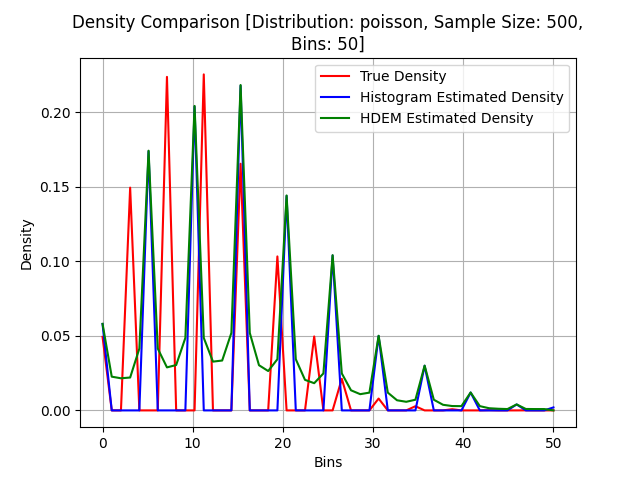 Density Comparison [Distribution: poisson, Sample Size: 500,
Bins: 50]
True Density
Histogram Estimated Density
HDEM Estimated Density
Density
0.20
0.15
0.10
0.05
0.00
0 10 20 30 40 50
Bins